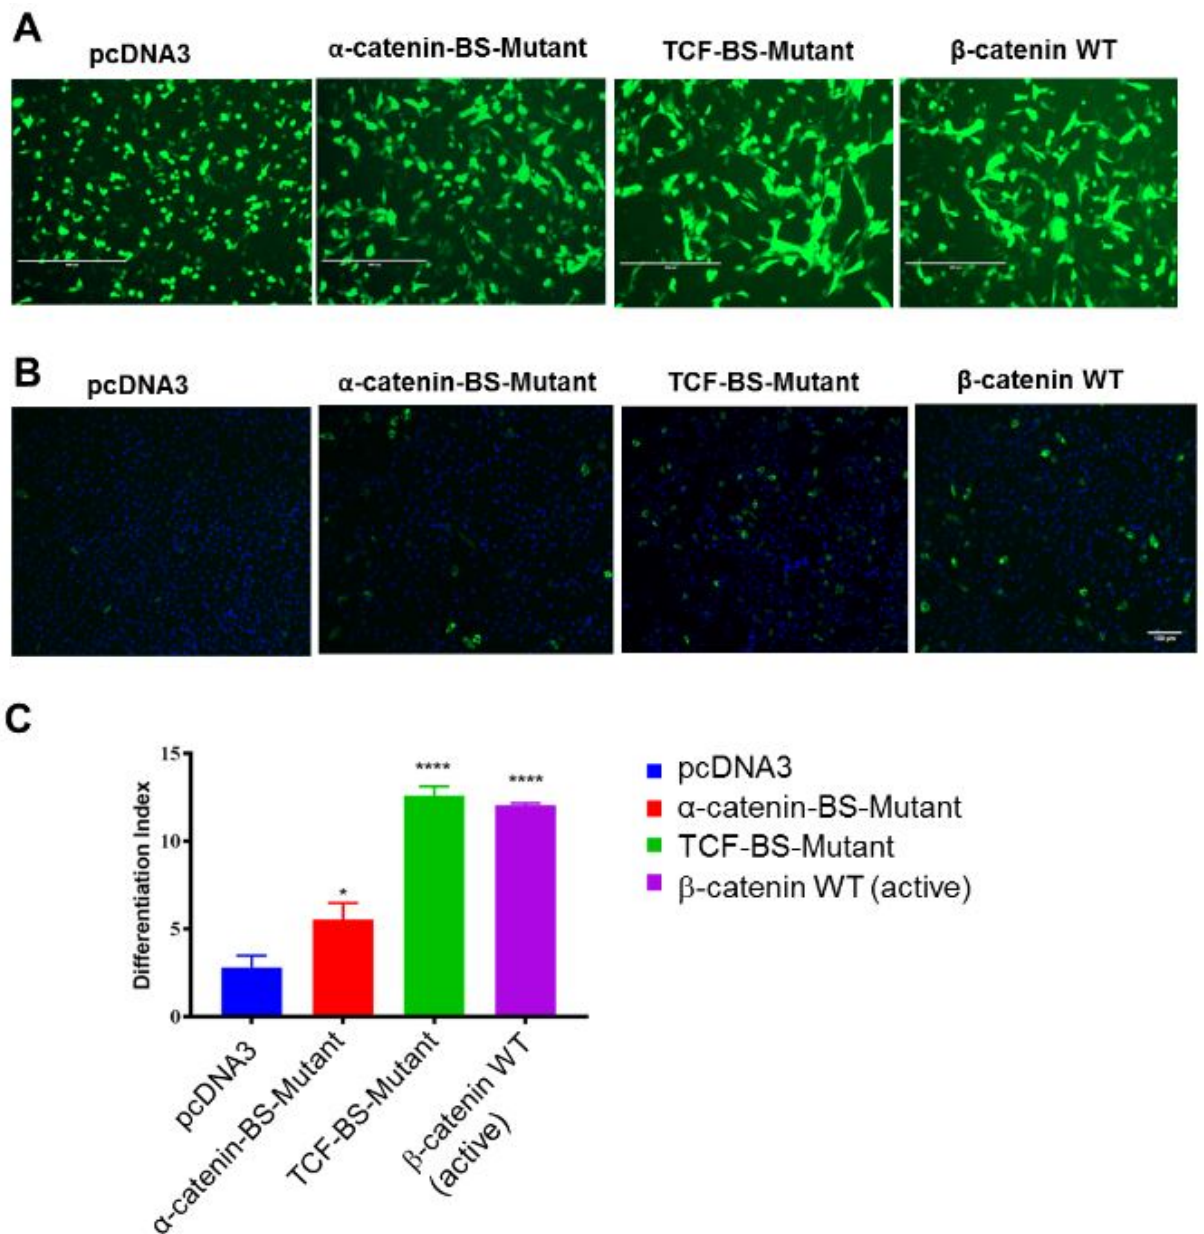 A
pcDNA3
α-catenin-BS-Mutant
TCF-BS-Mutant
β-catenin WT
B
pcDNA3
α-catenin-BS-Mutant
TCF-BS-Mutant
β-catenin WT
100 μm
C
Differentiation Index
15
10
5
0
*
****
****
pcDNA3
α-catenin-BS-Mutant
TCF-BS-Mutant
β-catenin WT
(active)
pcDNA3
α-catenin-BS-Mutant
TCF-BS-Mutant
β-catenin WT (active)